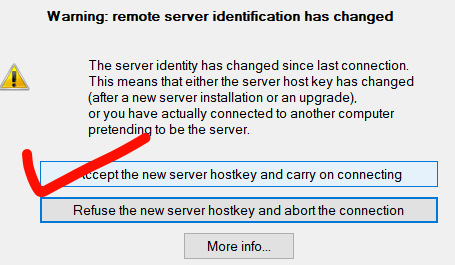 Warning: remote server identification has changed
The server identity has changed since last connection.
This means that either the server host key has changed
(after a new server installation or an upgrade),
or you have actually connected to another computer
pretending to be the server.
Accept the new server hostkey and carry on connecting
Refuse the new server hostkey and abort the connection
More info...